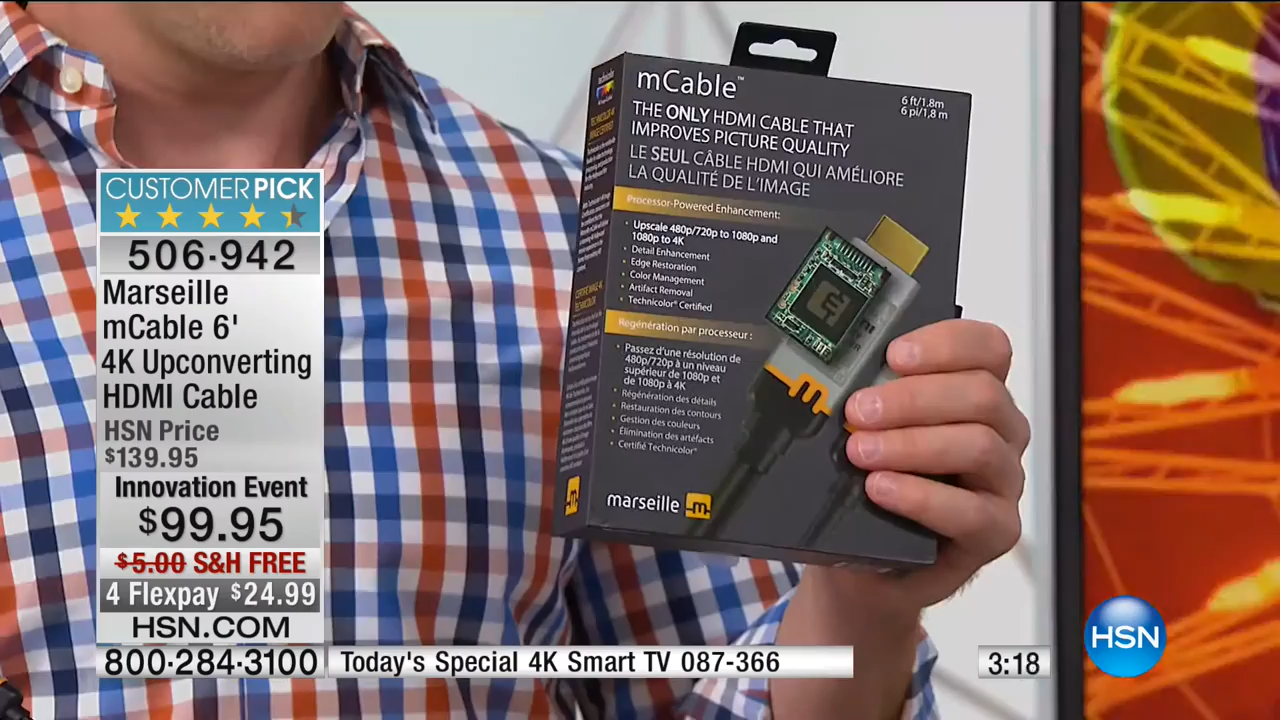 CUSTOMERPICK
506-942
Marseille
mCable 6'
4K Upconverting
HDMI Cable
HSN Price
$139.95
Innovation Event
$99.95
$5.00 S&H FREE
4 Flexpay $24.99
HSN.COM
800-284-3100
Today's Special 4K Smart TV 087-366
3:18
HSN
mCable™
6 ft/1.8m
6 pi/1,8 m
THE ONLY HDMI CABLE THAT
IMPROVES PICTURE QUALITY
LE SEUL CÂBLE HDMI QUI AMÉLIORE
LA QUALITÉ DE L'IMAGE
Processor-Powered Enhancement:
• Upscale 480p/720p to 1080p and
1080p to 4K
• Detail Enhancement
• Edge Restoration
• Color Management
• Artifact Removal
• Technicolor® Certified
Regénération par processeur :
• Passez d'une résolution de
480p/720p à un niveau
supérieur de 1080p et
de 1080p à 4K
• Régénération des détails
• Restauration des contours
• Gestion des couleurs
• Élimination des artéfacts
• Certifié Technicolor®
marseille